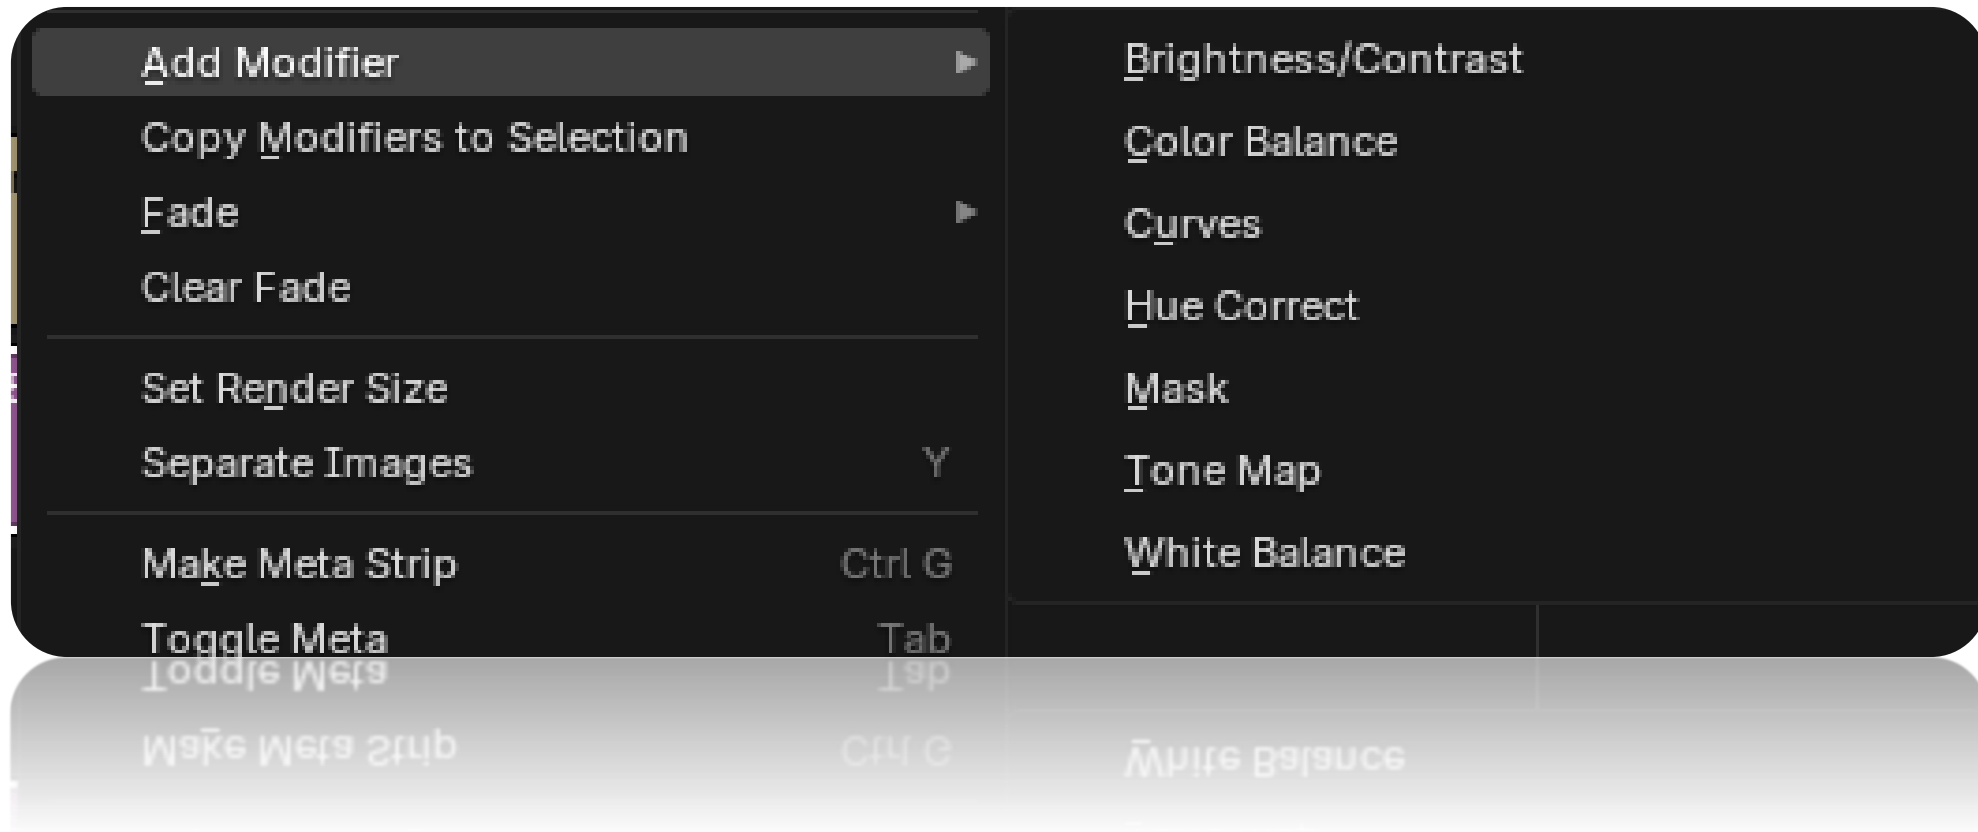 Add Modifier
Copy Modifiers to Selection
Fade
Clear Fade
Set Render Size
Separate Images Y
Make Meta Strip Ctrl G
Toggle Meta Tab
Brightness/Contrast
Color Balance
Curves
Hue Correct
Mask
Tone Map
White Balance